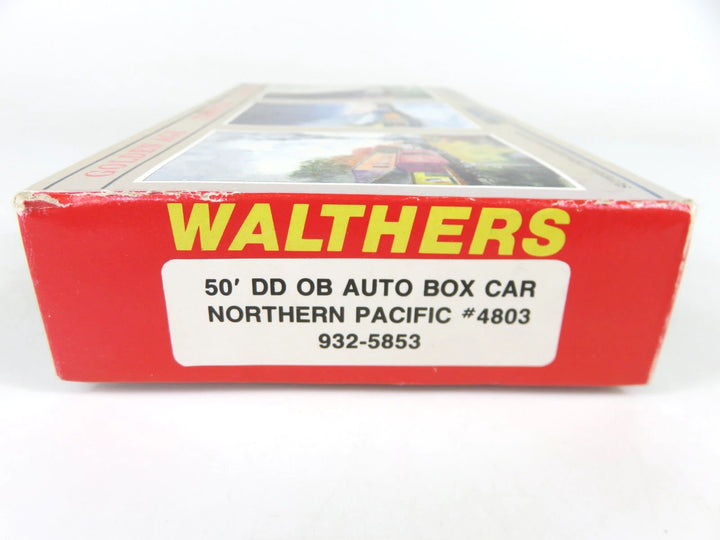 WALTHERS
50' DD OB AUTO BOX CAR
NORTHERN PACIFIC #4803
932-5853